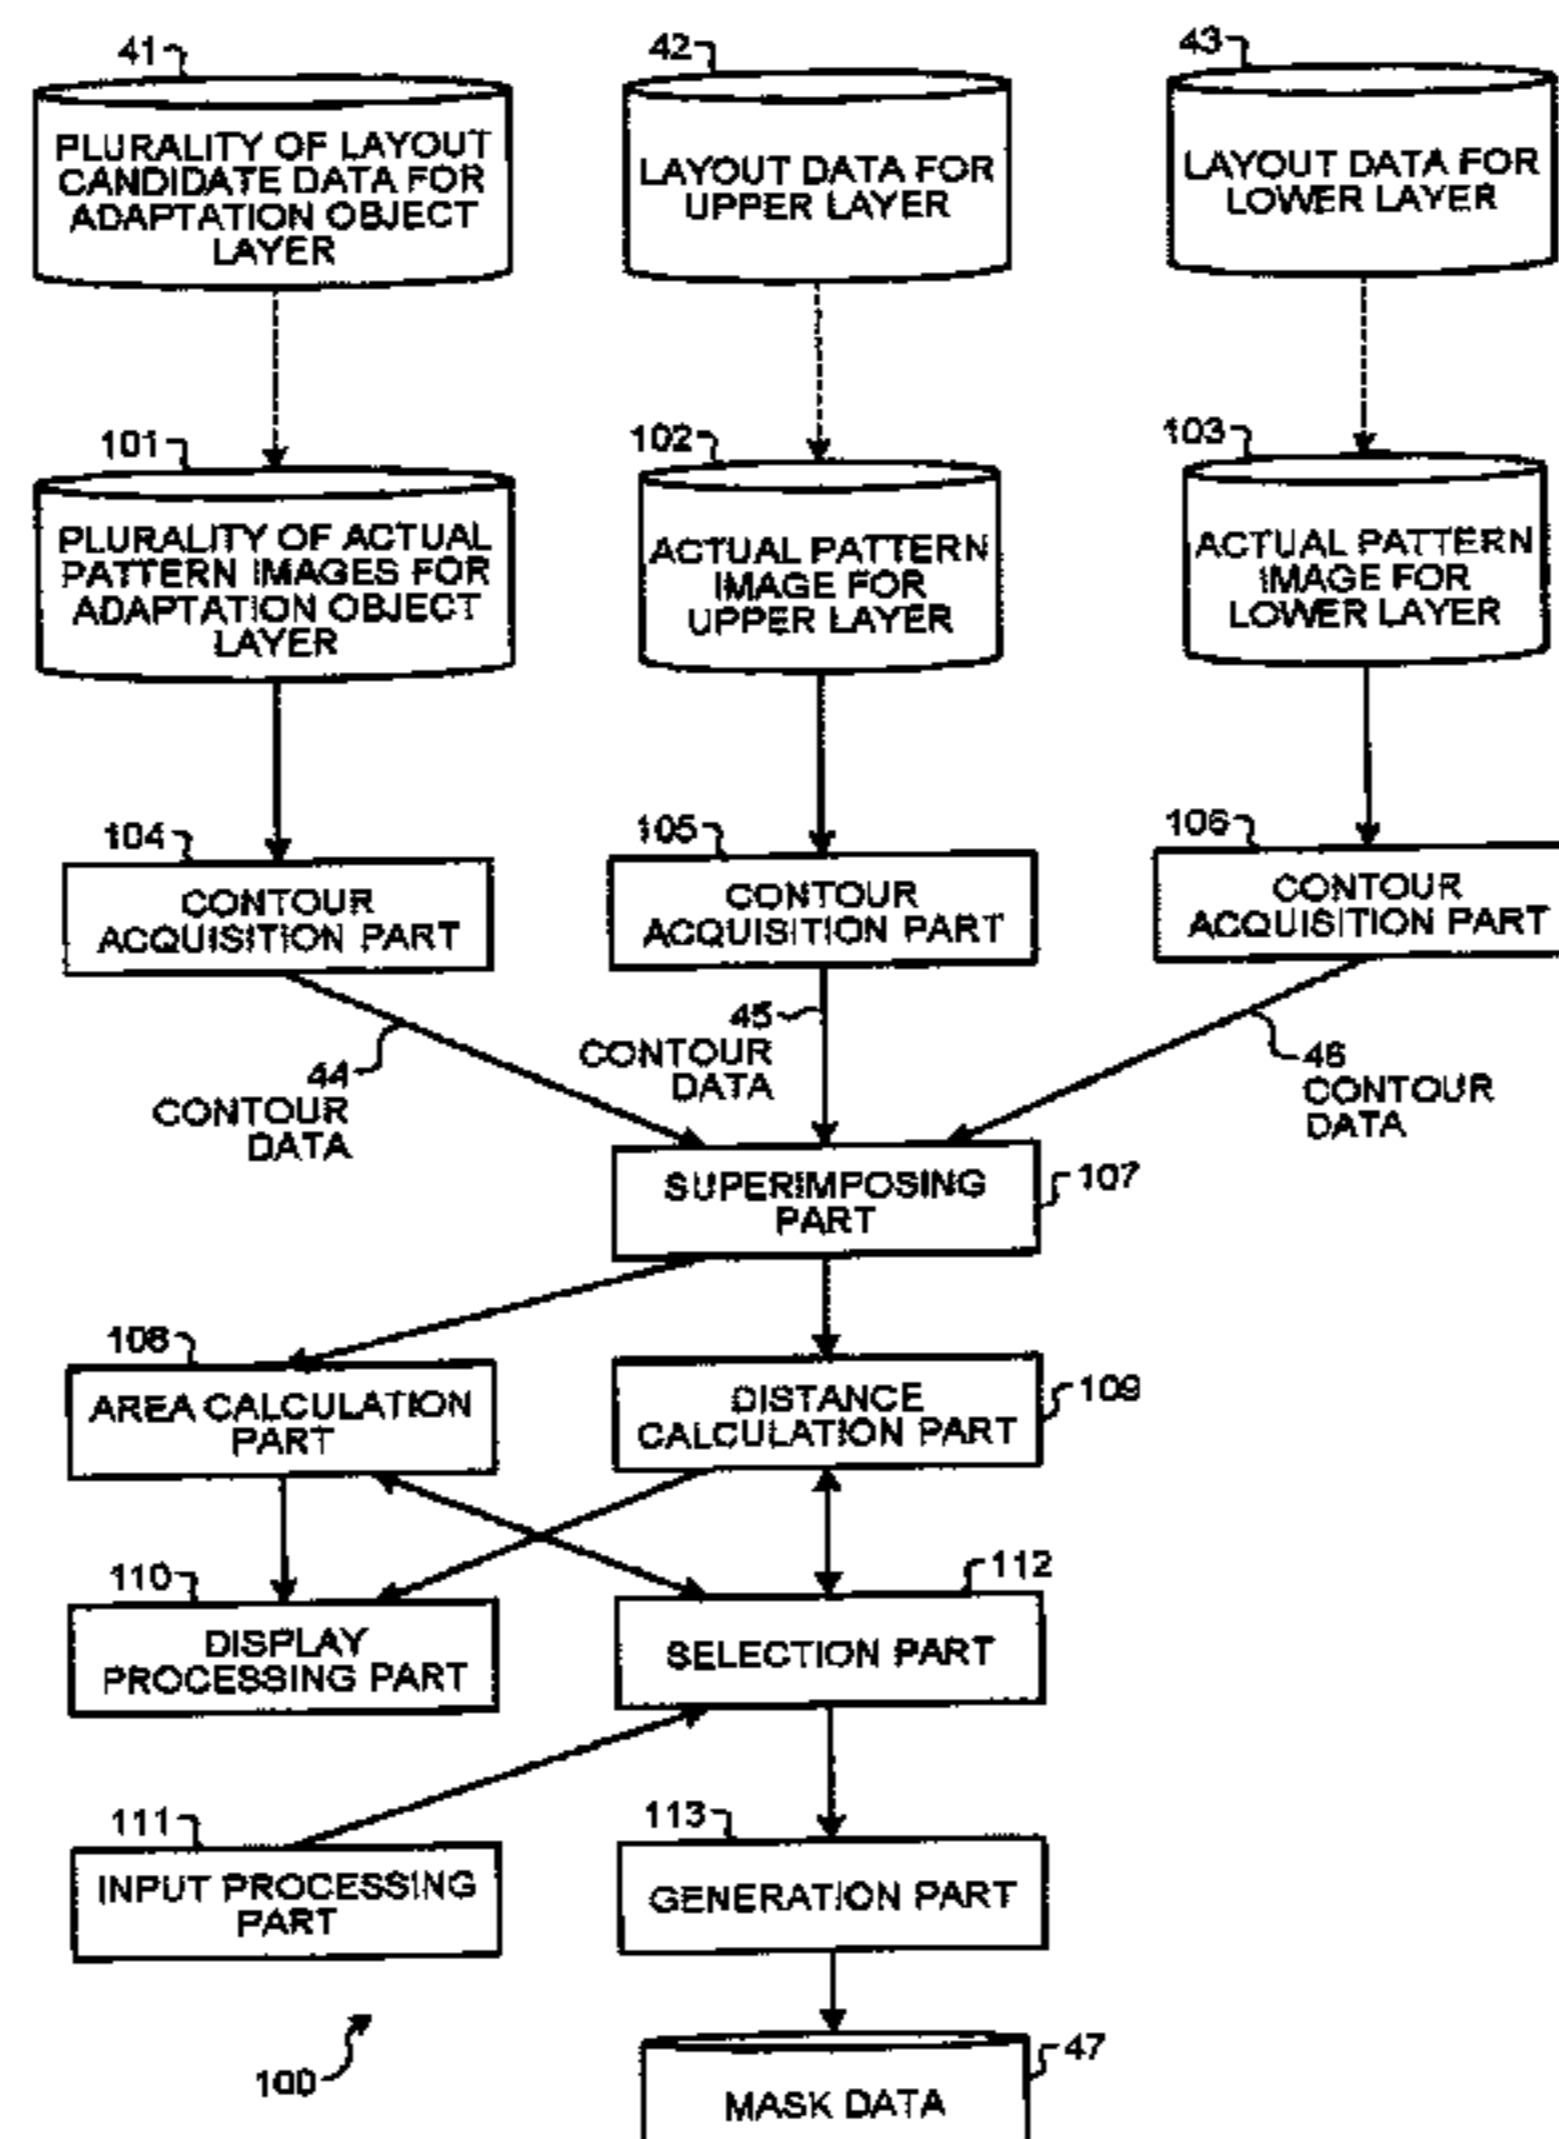 41
42
43
PLURALITY OF LAYOUT
CANDIDATE DATA FOR
ADAPTATION OBJECT
LAYER
LAYOUT DATA FOR
UPPER LAYER
LAYOUT DATA FOR
LOWER LAYER
101
102
103
PLURALITY OF ACTUAL
PATTERN IMAGES FOR
ADAPTATION OBJECT
LAYER
ACTUAL PATTERN
IMAGE FOR
UPPER LAYER
ACTUAL PATTERN
IMAGE FOR
LOWER LAYER
104
105
106
CONTOUR
ACQUISITION PART
CONTOUR
ACQUISITION PART
CONTOUR
ACQUISITION PART
44
CONTOUR
DATA
45
CONTOUR
DATA
46
CONTOUR
DATA
SUPERIMPOSING
PART
107
108
AREA CALCULATION
PART
DISTANCE
CALCULATION PART
109
110
DISPLAY
PROCESSING PART
112
SELECTION PART
111
INPUT PROCESSING
PART
113
GENERATION PART
100
47
MASK DATA